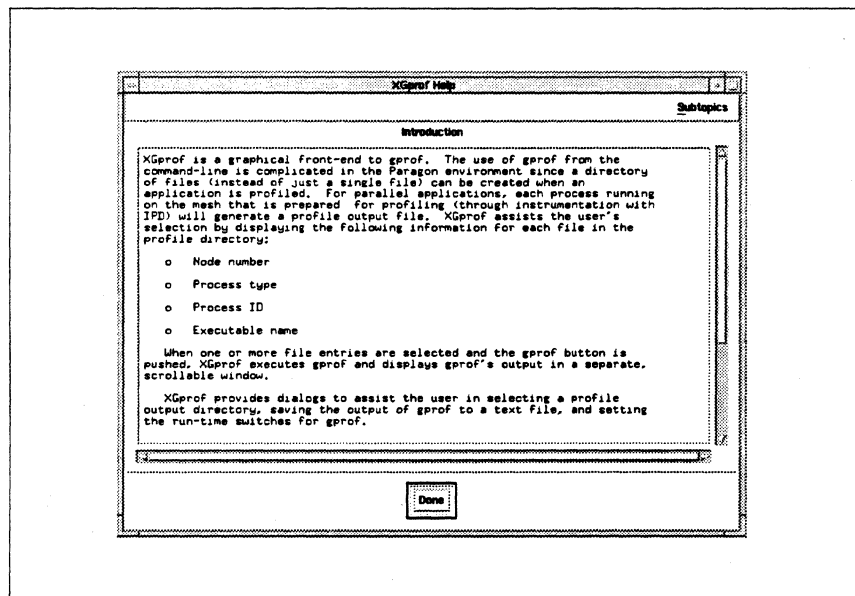 XGprof Help
Subtopics
Introduction
XGprof is a graphical front-end to gprof.  The use of gprof from the
command-line is complicated in the Paragon environment since a directory
of files (instead of just a single file) can be created when an
application is profiled.  For parallel applications, each process running
on the mesh that is prepared  for profiling (through instrumentation with
IPD) will generate a profile output file.  XGprof assists the user's
selection by displaying the following information for each file in the
profile directory:
o   Node number
o   Process type
o   Process ID
o   Executable name
When one or more file entries are selected and the gprof button is
pushed, XGprof executes gprof and displays gprof's output in a separate,
scrollable window.
XGprof provides dialogs to assist the user in selecting a profile
output directory, saving the output of gprof to a text file, and setting
the run-time switches for gprof.
Done